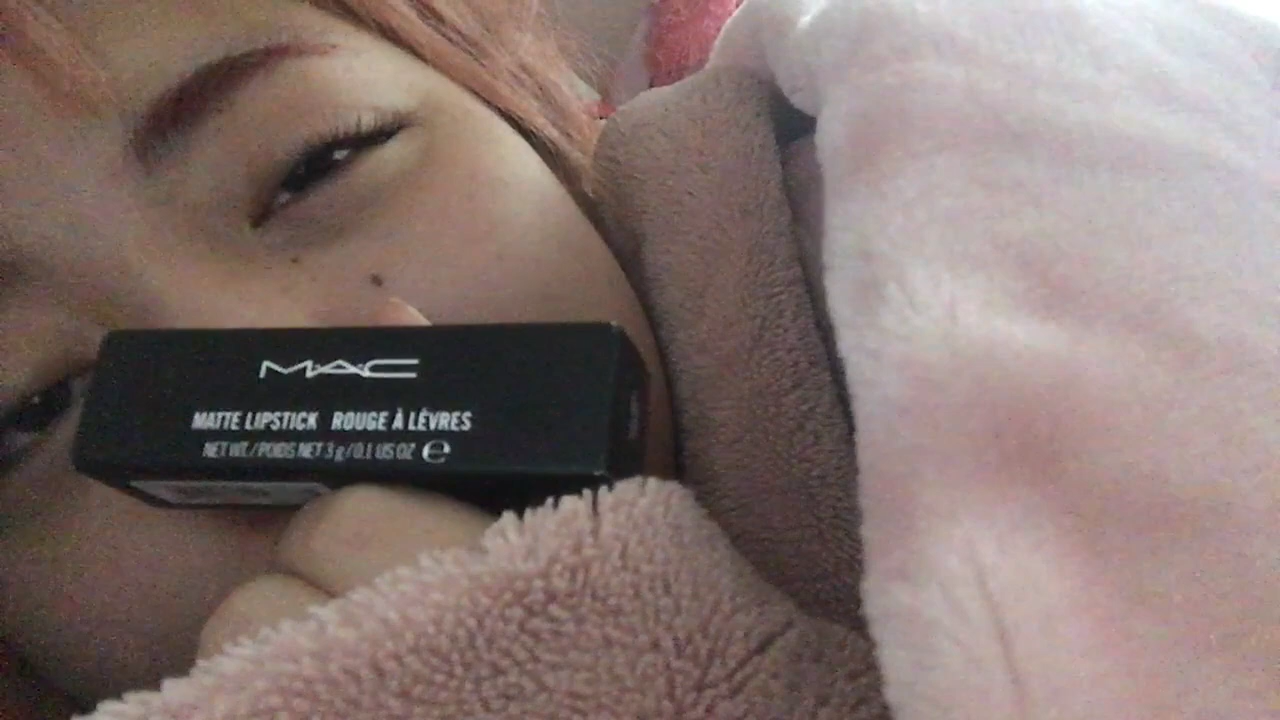 MAC
MATTE LIPSTICK ROUGE À LÈVRES
NET WT./POIDS NET 3 g/0.1 US OZ ℮